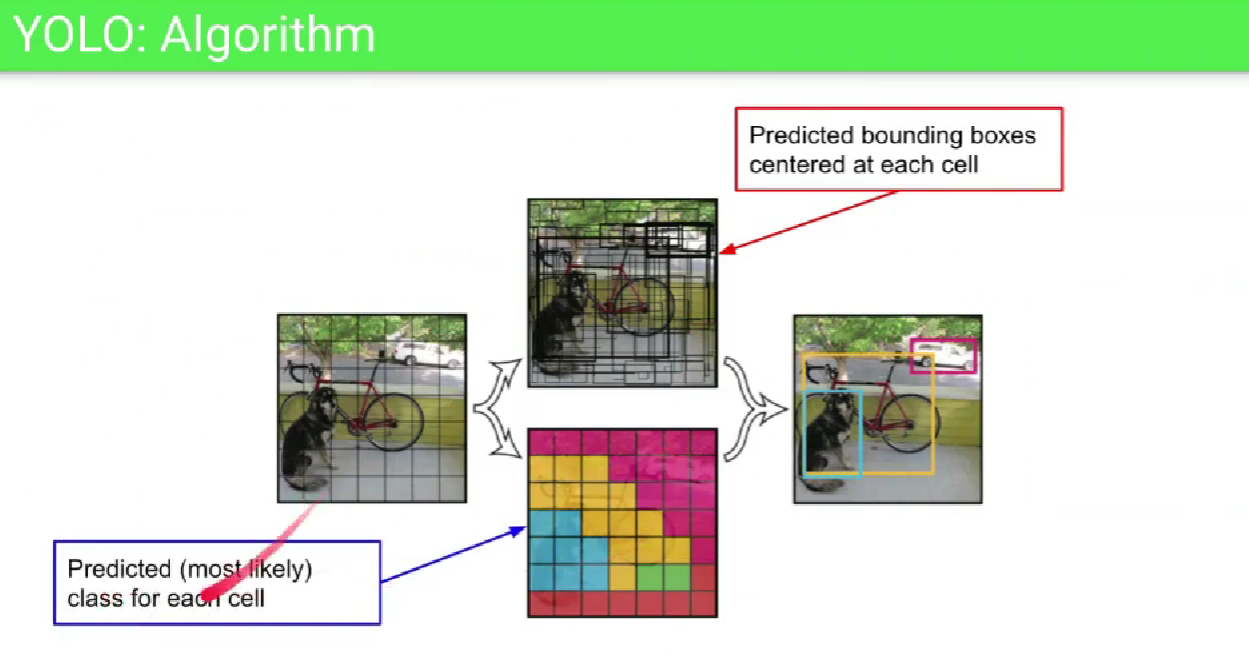 YOLO: Algorithm
Predicted bounding boxes
centered at each cell
Predicted (most likely)
class for each cell